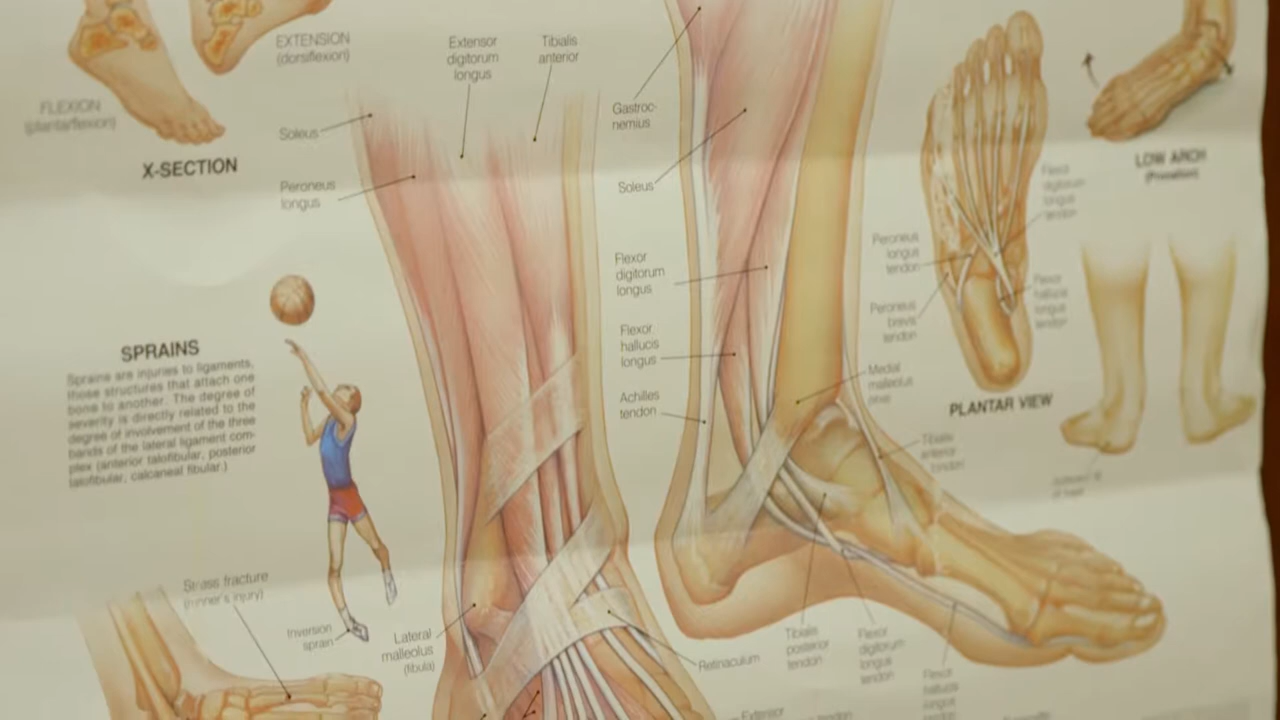 EXTENSION
(dorsiflexion)
FLEXION
(plantarflexion)
X-SECTION
Extensor
digitorum
longus
Tibialis
anterior
Soleus
Peroneus
longus
Gastroc-
nemius
Soleus
Flexor
digitorum
longus
Flexor
hallucis
longus
Achilles
tendon
SPRAINS
Sprains are injuries to ligaments,
those structures that attach one
bone to another. The degree of
severity is directly related to the
degree of involvement of the three
bands of the lateral ligament com-
plex (anterior talofibular, posterior
talofibular, calcaneal fibular.)
Stress fracture
(runner's injury)
Inversion
sprain
Lateral
malleolus
(fibula)
Retinaculum
Medial
malleolus
Tibialis
anterior
tendon
Tibialis
posterior
tendon
Flexor
digitorum
longus
tendon
Flexor
hallucis
longus
tendon
Peroneus
longus
tendon
Peroneus
brevis
tendon
Flexor
digitorum
longus
tendon
Flexor
hallucis
longus
tendon
PLANTAR VIEW
LOW ARCH
(Pronation)
Extensor
tendon